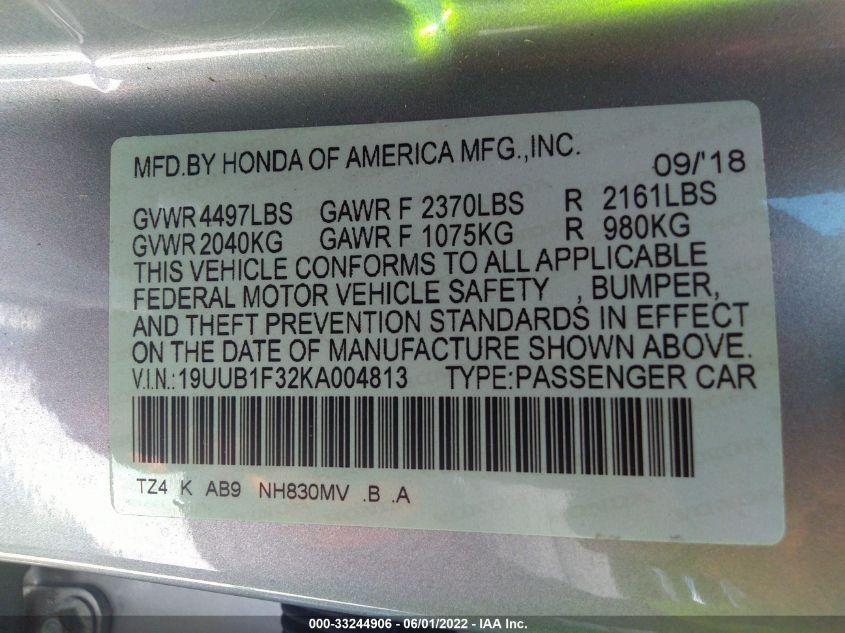 MFD.BY HONDA OF AMERICA MFG.,INC. 09/'18
GVWR 4497LBS GAWR F 2370LBS R 2161LBS
GVWR 2040KG GAWR F 1075KG R 980KG
THIS VEHICLE CONFORMS TO ALL APPLICABLE
FEDERAL MOTOR VEHICLE SAFETY , BUMPER,
AND THEFT PREVENTION STANDARDS IN EFFECT
ON THE DATE OF MANUFACTURE SHOWN ABOVE.
V.I.N.:19UUB1F32KA004813 TYPE:PASSENGER CAR
TZ4 K AB9 NH830MV .B .A
000-33244906 - 06/01/2022 - IAA Inc.